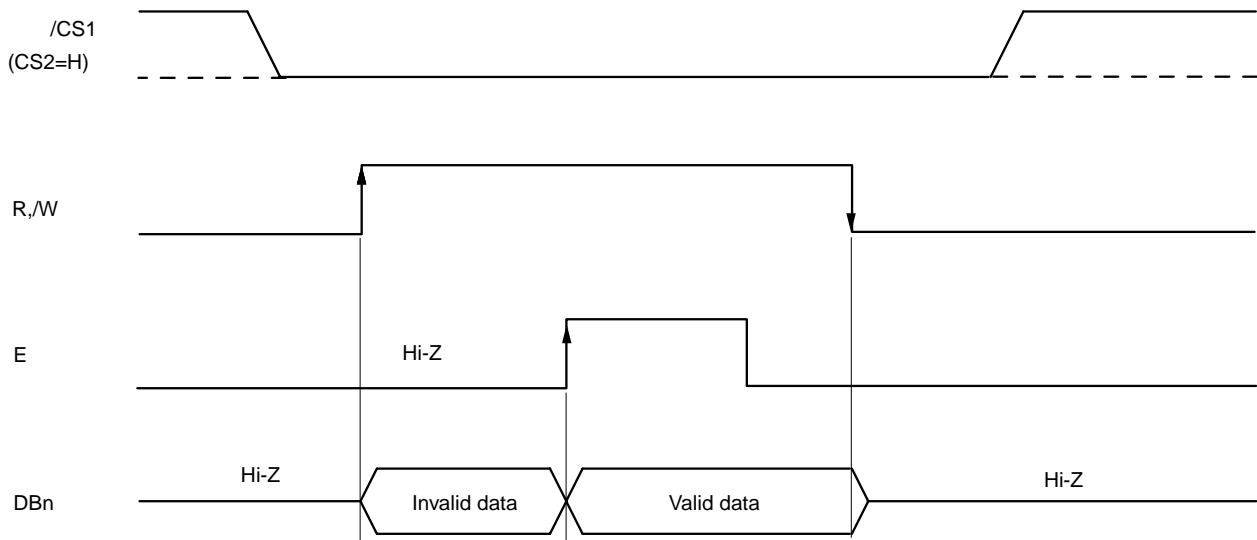 /CS1
(CS2=H)
R,/W
E
Hi-Z
DBn
Hi-Z
Invalid data
Valid data
Hi-Z